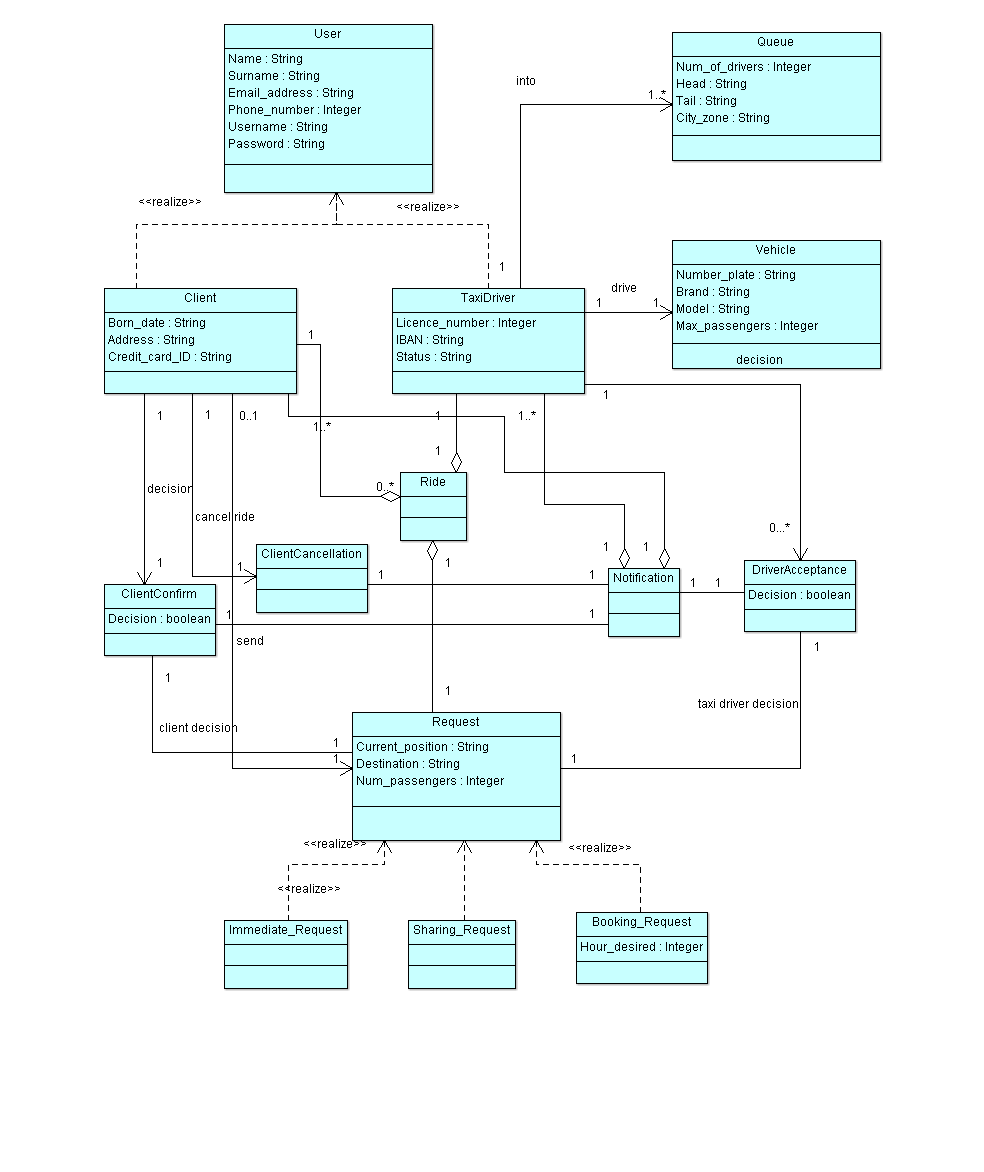 User
Name : String
Surname : String
Email_address : String
Phone_number : Integer
Username : String
Password : String
Queue
Num_of_drivers : Integer
Head : String
Tail : String
City_zone : String
into
1..*
<<realize>>
<<realize>>
1
Vehicle
Number_plate : String
Brand : String
Model : String
Max_passengers : Integer
drive
1
1
decision
Client
Born_date : String
Address : String
Credit_card_ID : String
TaxiDriver
Licence_number : Integer
IBAN : String
Status : String
1
1
1
1
0..1
1..*
1
1..*
1
0..*
Ride
decision
cancel ride
0...*
1
1
1
1
1
ClientCancellation
1
1
ClientConfirm
Decision : boolean
Notification
1
1
DriverAcceptance
Decision : boolean
1
1
send
1
1
1
client decision
taxi driver decision
1
1
1
Request
Current_position : String
Destination : String
Num_passengers : Integer
<<realize>>
<<realize>>
<<realize>>
Immediate_Request
Sharing_Request
Booking_Request
Hour_desired : Integer